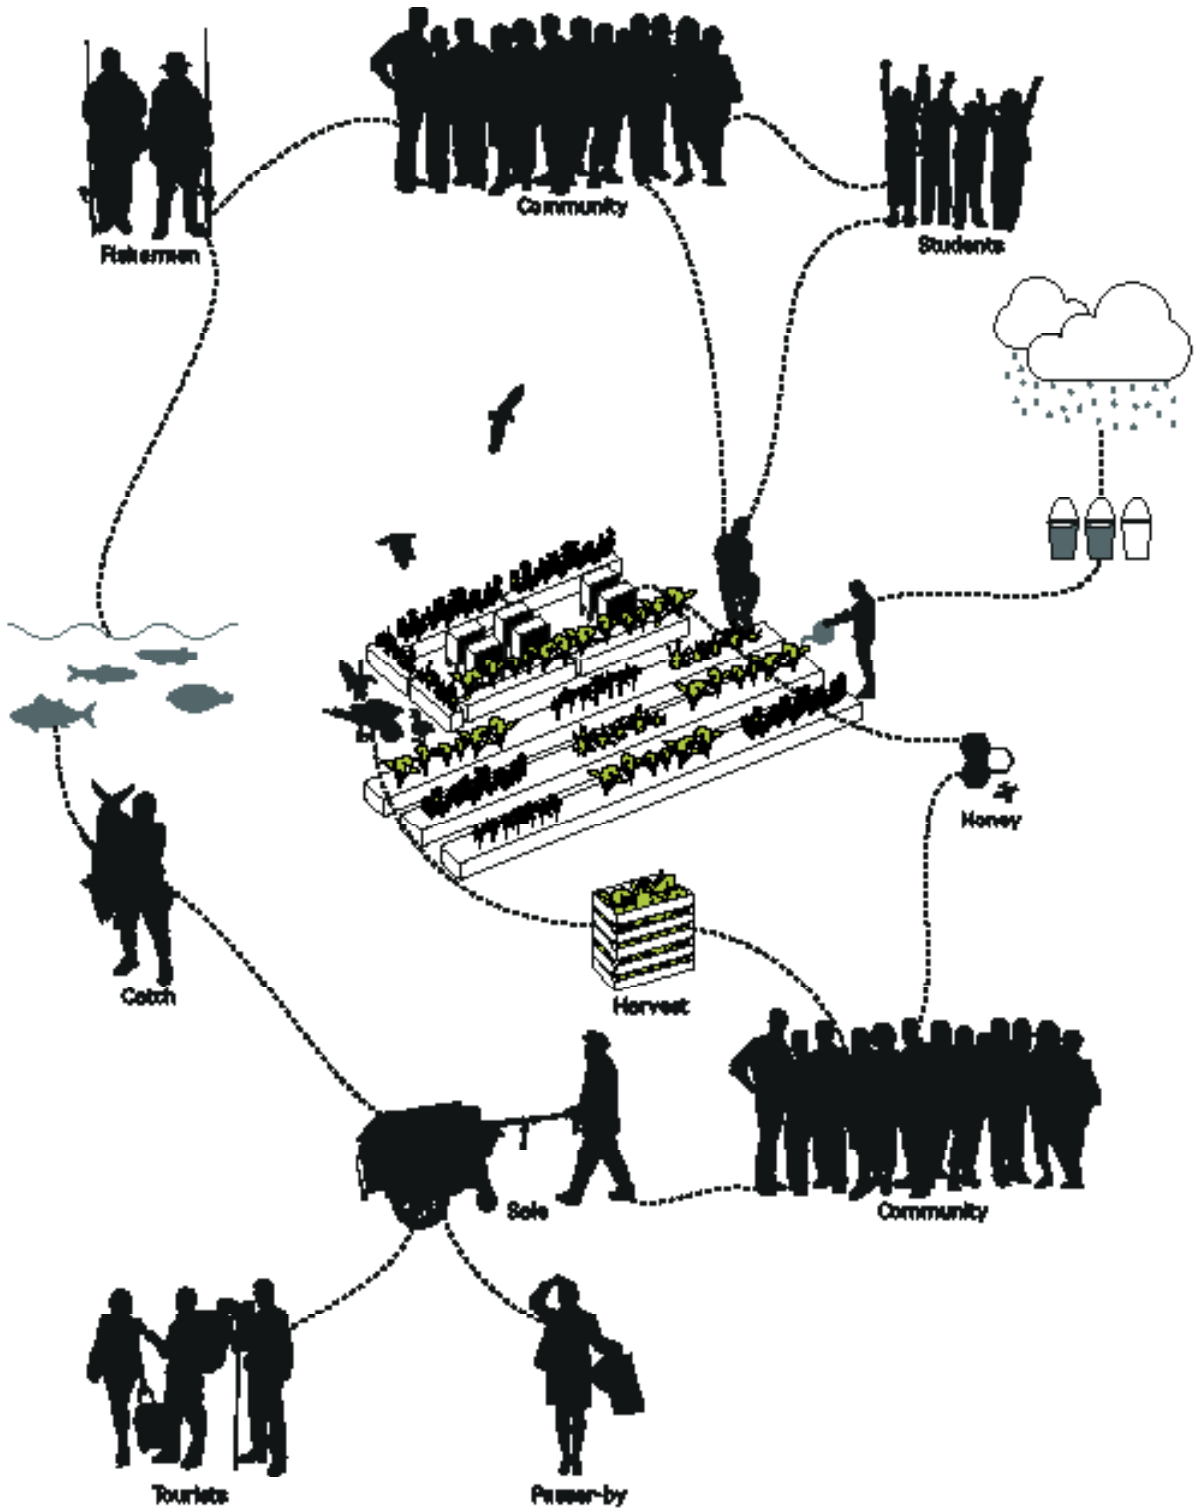 Community
Fishermen
Students
Honey
Catch
Harvest
Sale
Community
Tourists
Passer-by